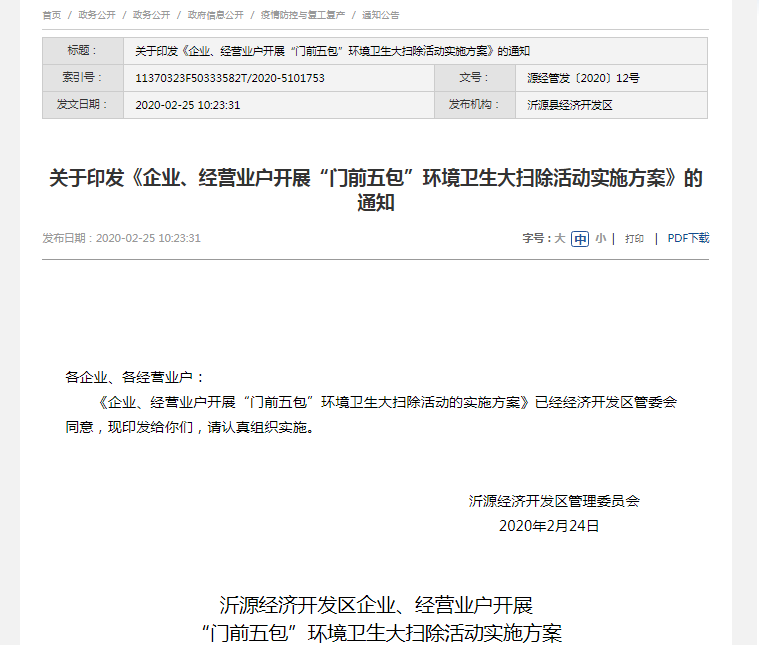 首页 / 政务公开 / 政务公开 / 政府信息公开 / 疫情防控与复工复产 / 通知公告
标题： 关于印发《企业、经营业户开展“门前五包”环境卫生大扫除活动实施方案》的通知
索引号： 11370323F50333582T/2020-5101753 文号： 源经管发〔2020〕12号
发文日期： 2020-02-25 10:23:31 发布机构： 沂源县经济开发区
关于印发《企业、经营业户开展“门前五包”环境卫生大扫除活动实施方案》的
通知
发布日期：2020-02-25 10:23:31 字号：大 中 小 | 打印 | PDF下载
各企业、各经营业户：
《企业、经营业户开展“门前五包”环境卫生大扫除活动的实施方案》已经经济开发区管委会
同意，现印发给你们，请认真组织实施。
沂源经济开发区管理委员会
2020年2月24日
沂源经济开发区企业、经营业户开展
“门前五包”环境卫生大扫除活动实施方案